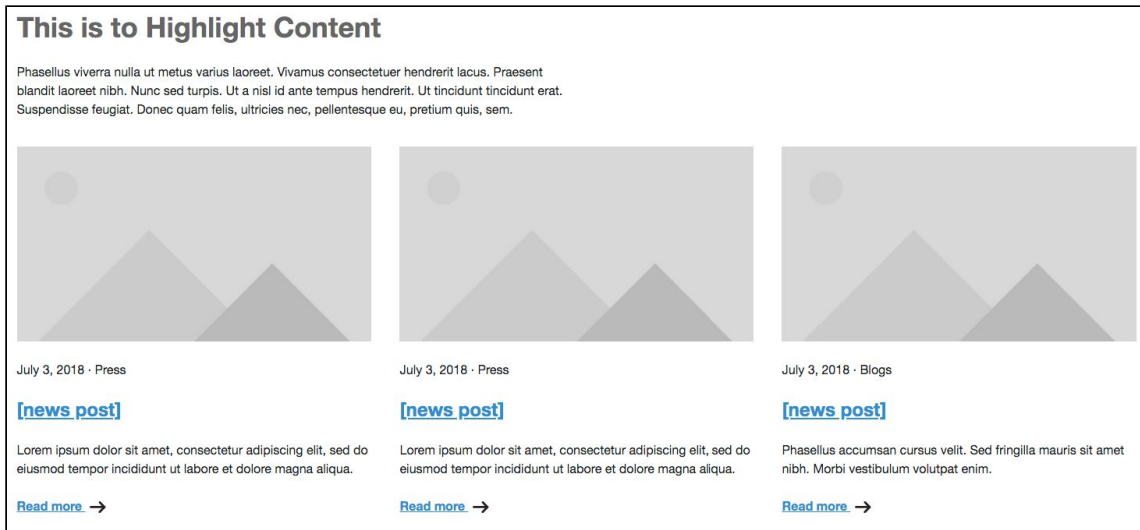 This is to Highlight Content
Phasellus viverra nulla ut metus varius laoreet. Vivamus consectetuer hendrerit lacus. Praesent
blandit laoreet nibh. Nunc sed turpis. Ut a nisl id ante tempus hendrerit. Ut tincidunt tincidunt erat.
Suspendisse feugiat. Donec quam felis, ultricies nec, pellentesque eu, pretium quis, sem.
July 3, 2018 · Press
[news post]
Lorem ipsum dolor sit amet, consectetur adipiscing elit, sed do
eiusmod tempor incididunt ut labore et dolore magna aliqua.
Read more →
July 3, 2018 · Press
[news post]
Lorem ipsum dolor sit amet, consectetur adipiscing elit, sed do
eiusmod tempor incididunt ut labore et dolore magna aliqua.
Read more →
July 3, 2018 · Blogs
[news post]
Phasellus accumsan cursus velit. Sed fringilla mauris sit amet
nibh. Morbi vestibulum volutpat enim.
Read more →